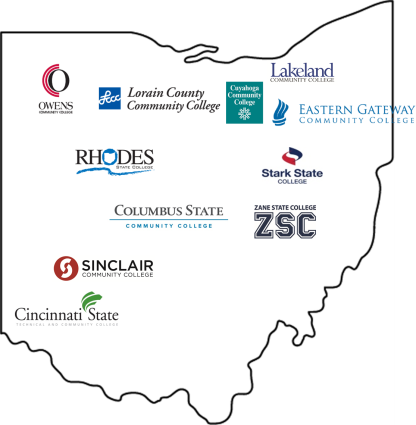 Lakeland
COMMUNITY COLLEGE
OWENS
COMMUNITY COLLEGE
LCCC
Lorain County
Community College
Cuyahoga
Community
College
EASTERN GATEWAY
COMMUNITY COLLEGE
RHODES
STATE COLLEGE
Stark State
COLLEGE
COLUMBUS STATE
COMMUNITY COLLEGE
ZANE STATE COLLEGE
ZSC
SINCLAIR
COMMUNITY COLLEGE
Cincinnati State
TECHNICAL AND COMMUNITY COLLEGE